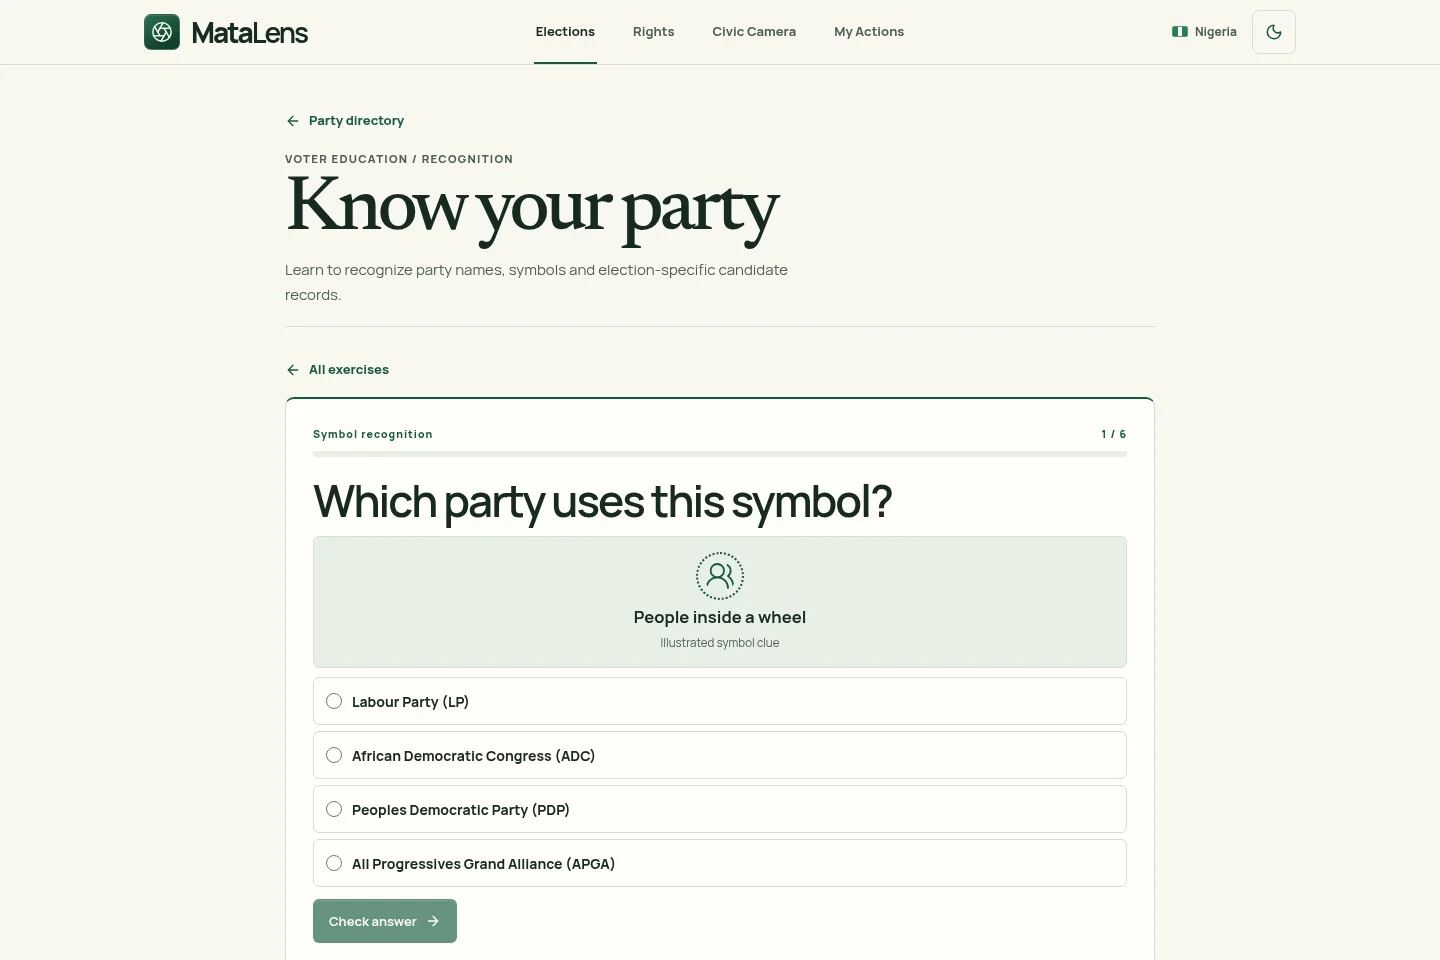 MataLens
Elections
Rights
Civic Camera
My Actions
Nigeria
Party directory
VOTER EDUCATION / RECOGNITION
Know your party
Learn to recognize party names, symbols and election-specific candidate
records.
All exercises
Symbol recognition
1 / 6
Which party uses this symbol?
People inside a wheel
Illustrated symbol clue
Labour Party (LP)
African Democratic Congress (ADC)
Peoples Democratic Party (PDP)
All Progressives Grand Alliance (APGA)
Check answer